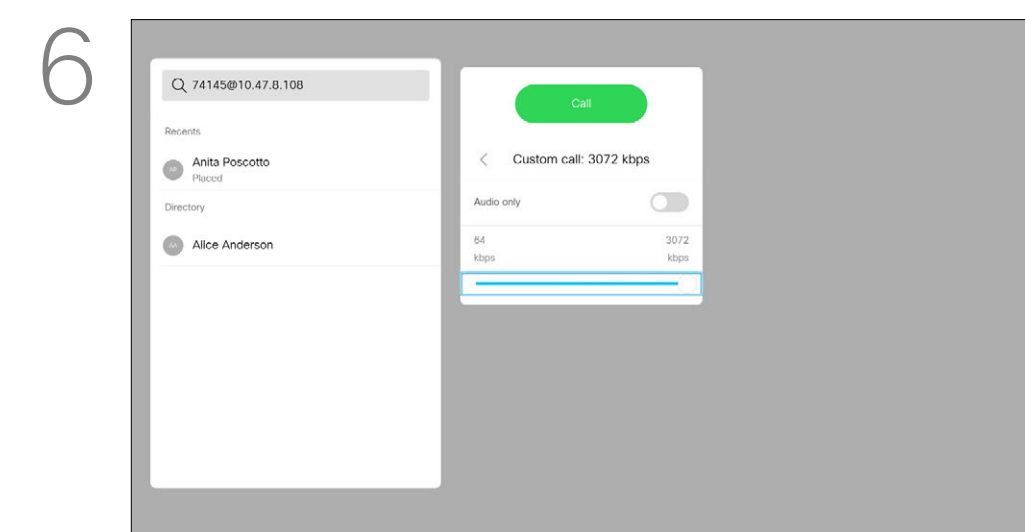 6
74145@10.47.8.108
Recents
AP
Anita Poscotto
Placed
Directory
AA
Alice Anderson
Call
Custom call: 3072 kbps
Audio only
64 3072
kbps kbps